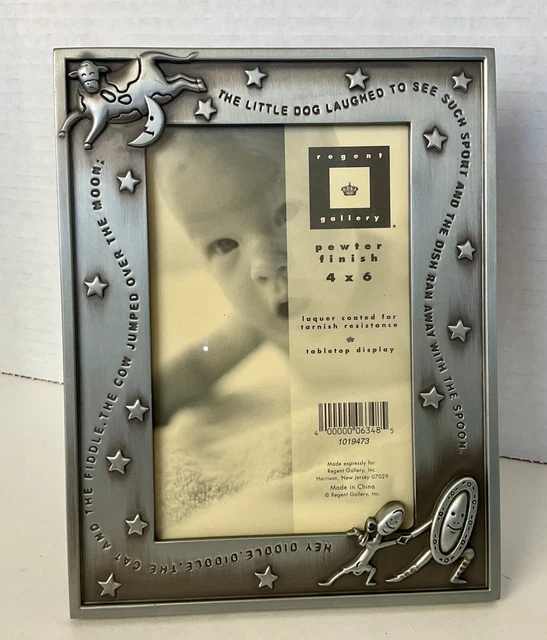 HEY DIDDLE, DIDDLE, THE CAT AND THE FIDDLE, THE COW JUMPED OVER THE MOON;
THE LITTLE DOG LAUGHED TO SEE SUCH SPORT AND THE DISH RAN AWAY WITH THE SPOON.
regent
gallery.
pewter
finish
4 x 6
laquer coated for
tarnish resistance
tabletop display
4 00000 06348 5
1019473
Made expressly for:
Regent Gallery, Inc.
Harrison, New Jersey 07029
Made in China
© Regent Gallery, Inc.